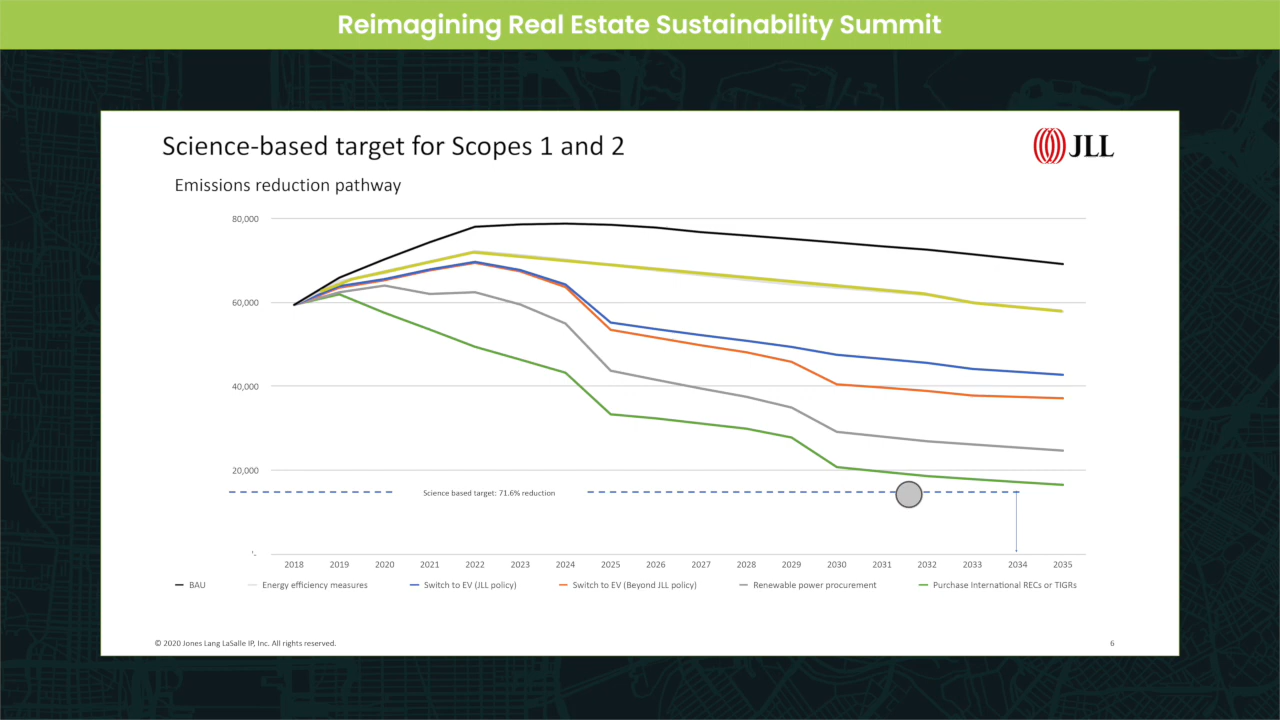 Reimagining Real Estate Sustainability Summit
Science-based target for Scopes 1 and 2
JLL
Emissions reduction pathway
80,000
60,000
40,000
20,000
Science based target: 71.6% reduction
'-
2018 2019 2020 2021 2022 2023 2024 2025 2026 2027 2028 2029 2030 2031 2032 2033 2034 2035
BAU Energy efficiency measures Switch to EV (JLL policy) Switch to EV (Beyond JLL policy) Renewable power procurement Purchase International RECs or TIGRs
© 2020 Jones Lang LaSalle IP, Inc. All rights reserved. 6